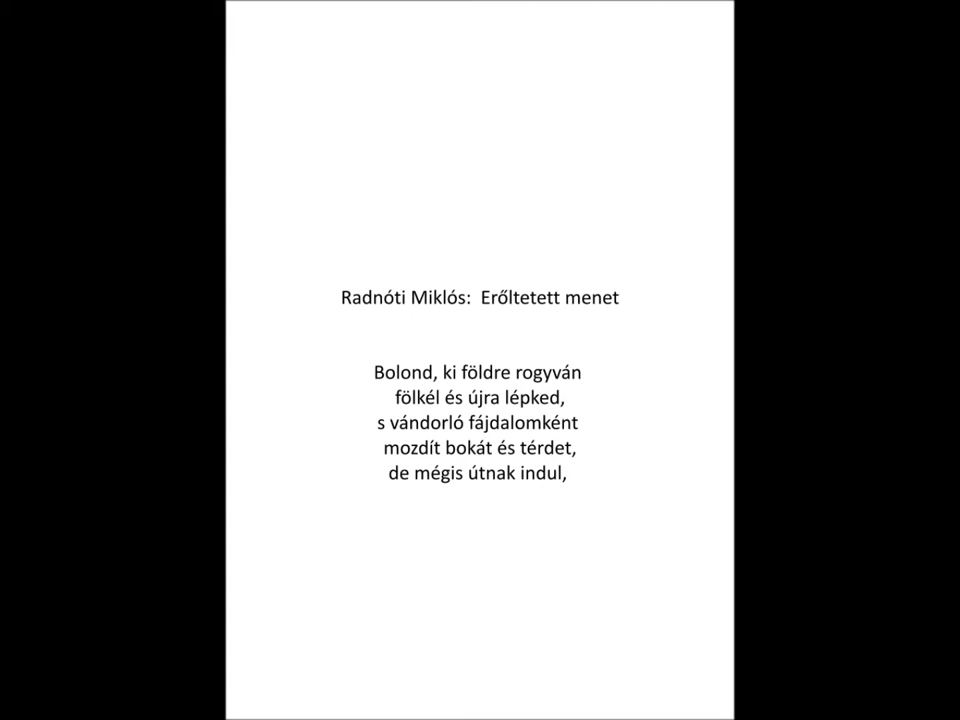 Radnóti Miklós:  Erőltetett menet
Bolond, ki földre rogyván
fölkél és újra lépked,
s vándorló fájdalomként
mozdít bokát és térdet,
de mégis útnak indul,